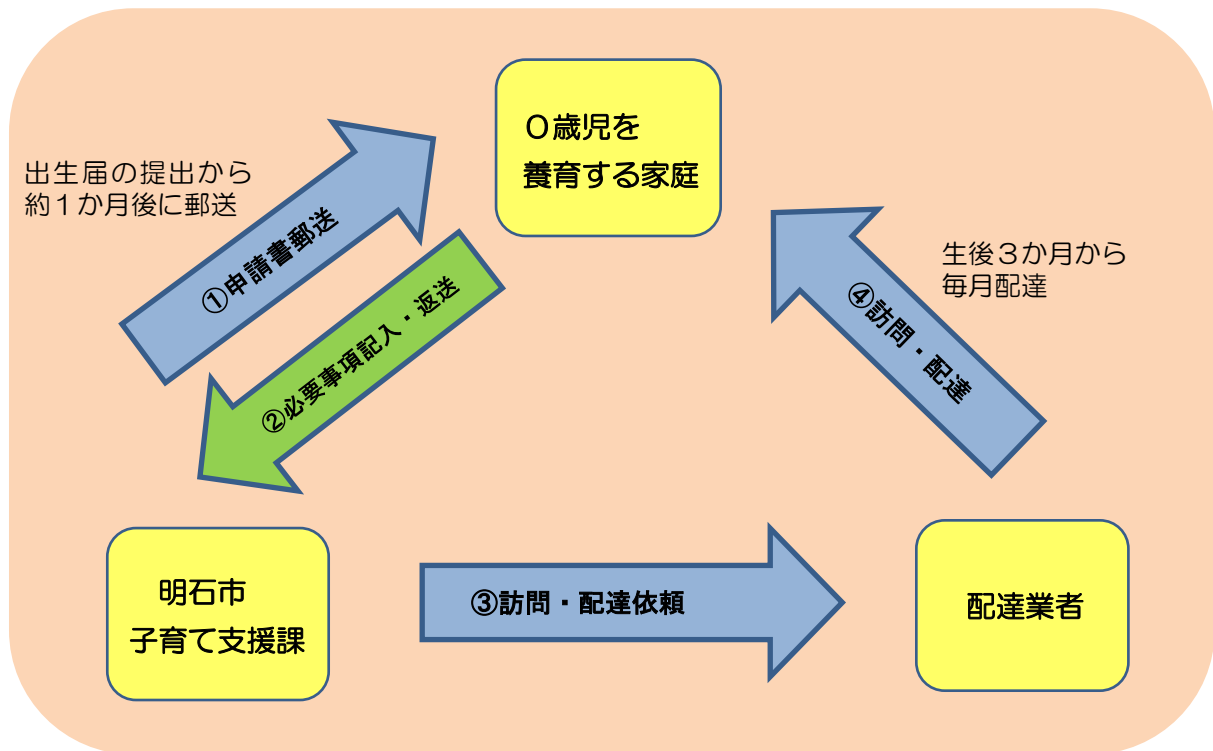 ０歳児を
養育する家庭
出生届の提出から
約１か月後に郵送
①申請書郵送
②必要事項記入・返送
生後３か月から
毎月配達
④訪問・配達
明石市
子育て支援課
③訪問・配達依頼
配達業者